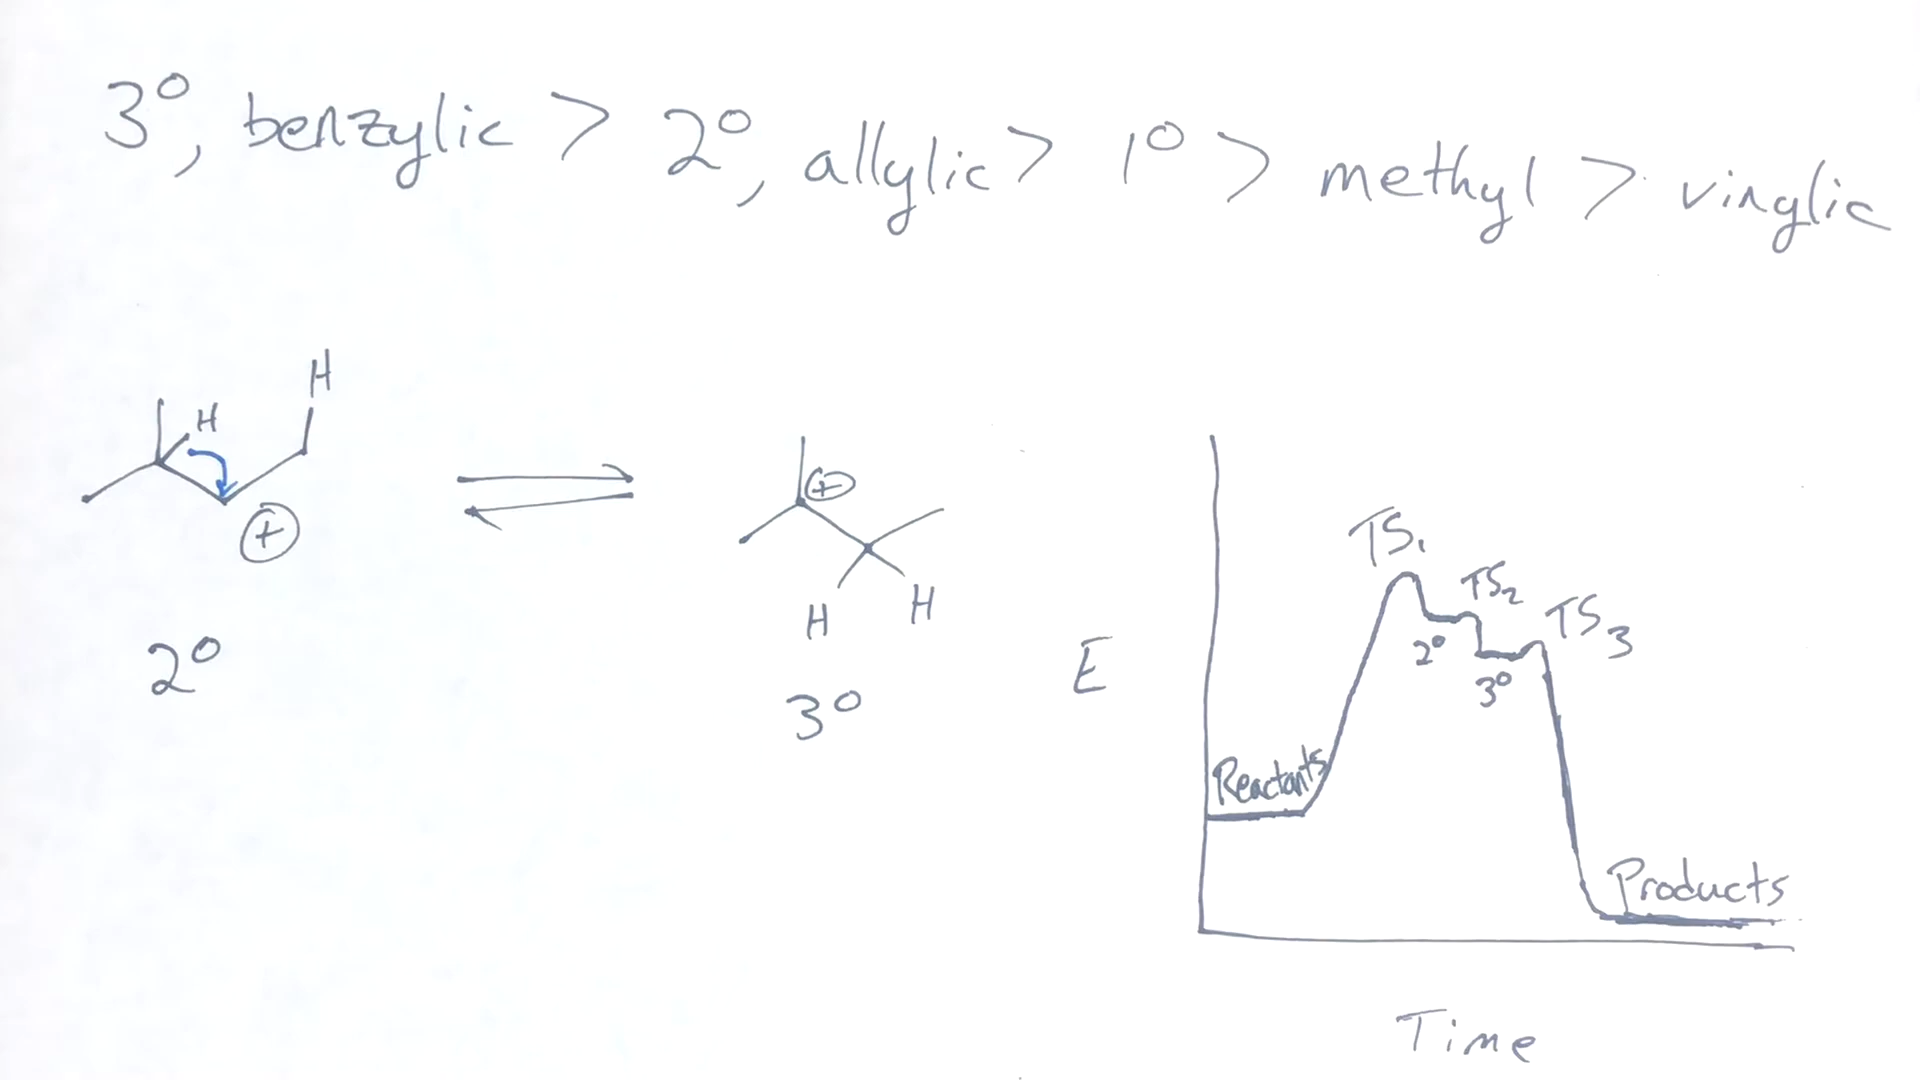 3°, benzylic > 2°, allylic > 1° > methyl > vinylic
H
H
+
2°
+
H
H
3°
E
TS1
TS2
TS3
2°
3°
Reactants
Products
Time